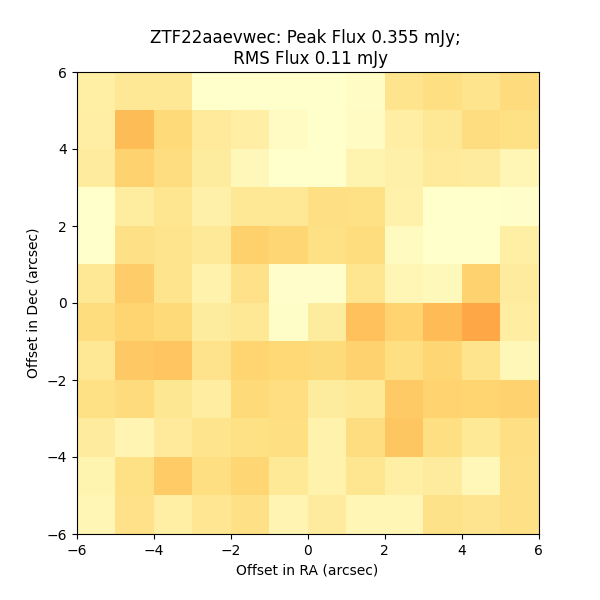 ZTF22aaevwec: Peak Flux 0.355 mJy;
RMS Flux 0.11 mJy
6
4
2
0
−2
−4
−6
Offset in Dec (arcsec)
−6 −4 −2 0 2 4 6
Offset in RA (arcsec)